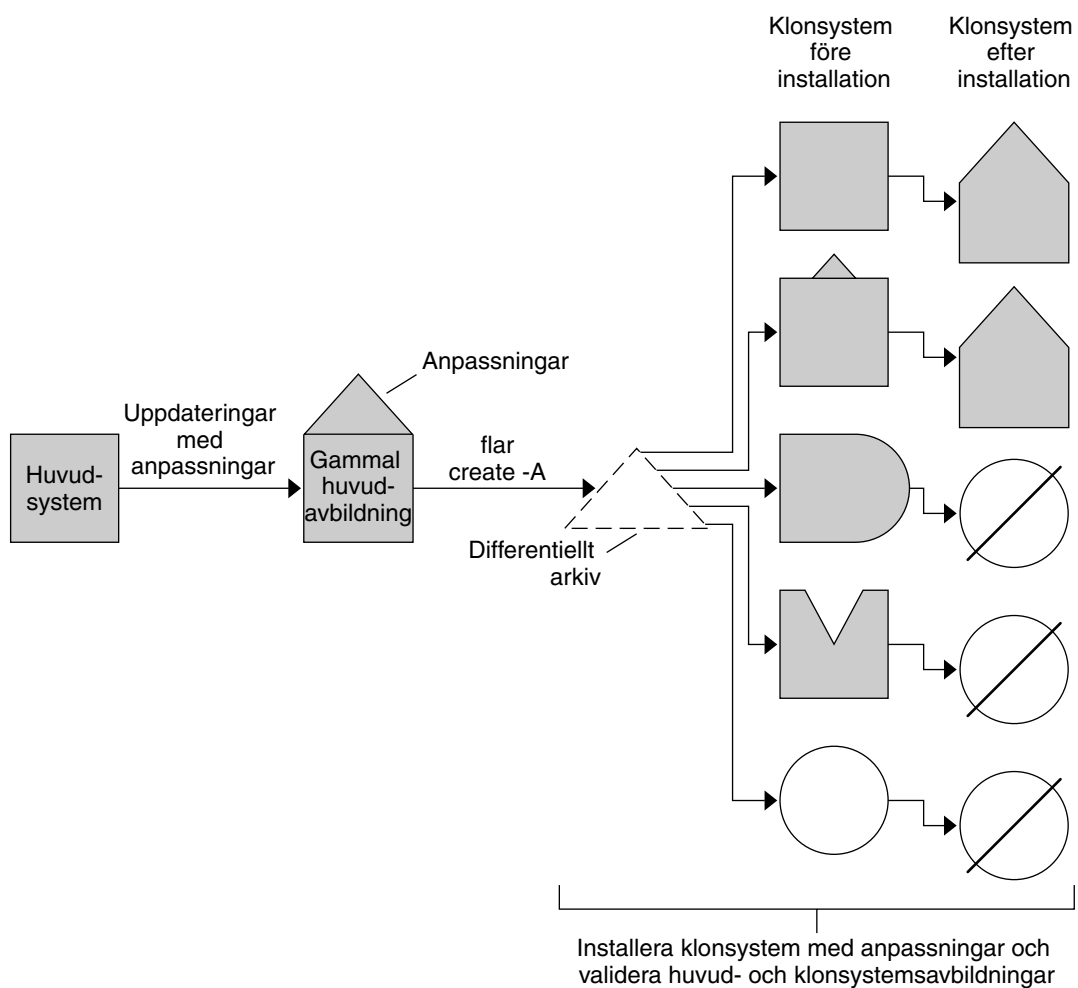 Klonsystem
före
installation
Klonsystem
efter
installation
Anpassningar
Uppdateringar
med
anpassningar
flar
create -A
Huvud-
system
Gammal
huvud-
avbildning
Differentiellt
arkiv
Installera klonsystem med anpassningar och
validera huvud- och klonsystemsavbildningar